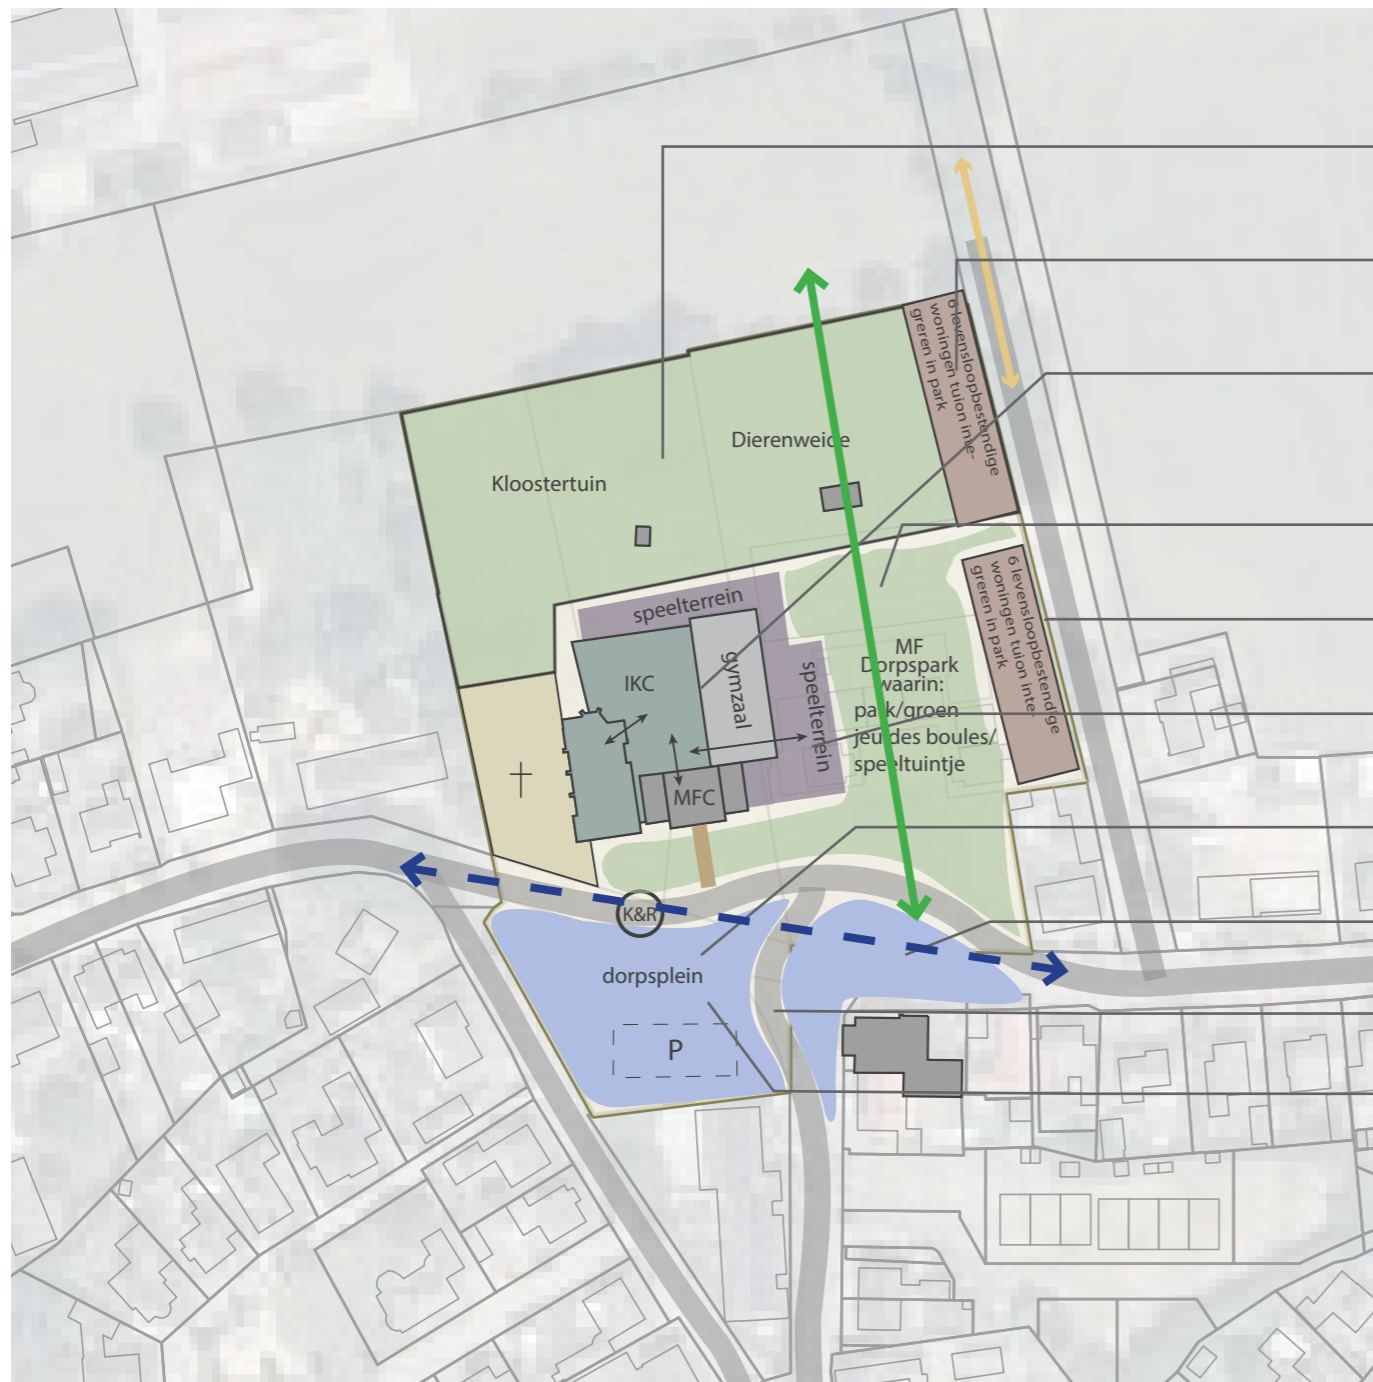 6 levensloopbestendige
woningen tuion inte-
greren in park
Dierenweide
Kloostertuin
6 levensloopbestendige
woningen tuion inte-
greren in park
speelterrein
MF
Dorpspark
waarin:
park/groen
jeu des boules/
speeltuintje
gymzaal
speelterrein
IKC
MFC
K&R
dorpsplein
P